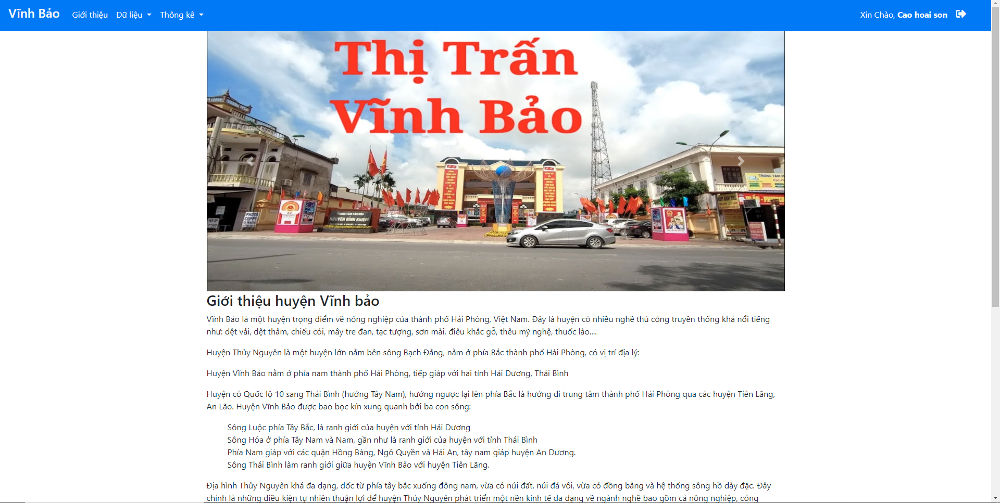 Vĩnh Bảo Giới thiệu Dữ liệu Thông kê Xin Chào, Cao hoai son
Thị Trấn
Vĩnh Bảo
TRUNG TÂM VĂN HÓA
NGUYỄN BỈNH KHIÊM
PHOTO
Giới thiệu huyện Vĩnh bảo
Vĩnh Bảo là một huyện trọng điểm về nông nghiệp của thành phố Hải Phòng, Việt Nam. Đây là huyện có nhiều nghề thủ công truyền thống khá nổi tiếng
như: dệt vải, dệt thảm, chiếu cói, mây tre đan, tạc tượng, sơn mài, điêu khắc gỗ, thêu mỹ nghệ, thuốc lào....
Huyện Thủy Nguyên là một huyện lớn nằm bên sông Bạch Đằng, nằm ở phía Bắc thành phố Hải Phòng, có vị trí địa lý:
Huyện Vĩnh Bảo nằm ở phía nam thành phố Hải Phòng, tiếp giáp với hai tỉnh Hải Dương, Thái Bình
Huyện có Quốc lộ 10 sang Thái Bình (hướng Tây Nam), hướng ngược lại lên phía Bắc là hướng đi trung tâm thành phố Hải Phòng qua các huyện Tiên Lãng,
An Lão. Huyện Vĩnh Bảo được bao bọc kín xung quanh bởi ba con sông:
Sông Luộc phía Tây Bắc, là ranh giới của huyện với tỉnh Hải Dương
Sông Hóa ở phía Tây Nam và Nam, gần như là ranh giới của huyện với tỉnh Thái Bình
Phía Nam giáp với các quận Hồng Bàng, Ngô Quyền và Hải An, tây nam giáp huyện An Dương.
Sông Thái Bình làm ranh giới giữa huyện Vĩnh Bảo với huyện Tiên Lãng.
Địa hình Thủy Nguyên khá đa dạng, dốc từ phía tây bắc xuống đông nam, vừa có núi đất, núi đá vôi, vừa có đồng bằng và hệ thống sông hồ dày đặc. Đây
chính là những điều kiện tự nhiên thuận lợi để huyện Thủy Nguyên phát triển một nền kinh tế đa dạng về ngành nghề bao gồm cả nông nghiệp, công